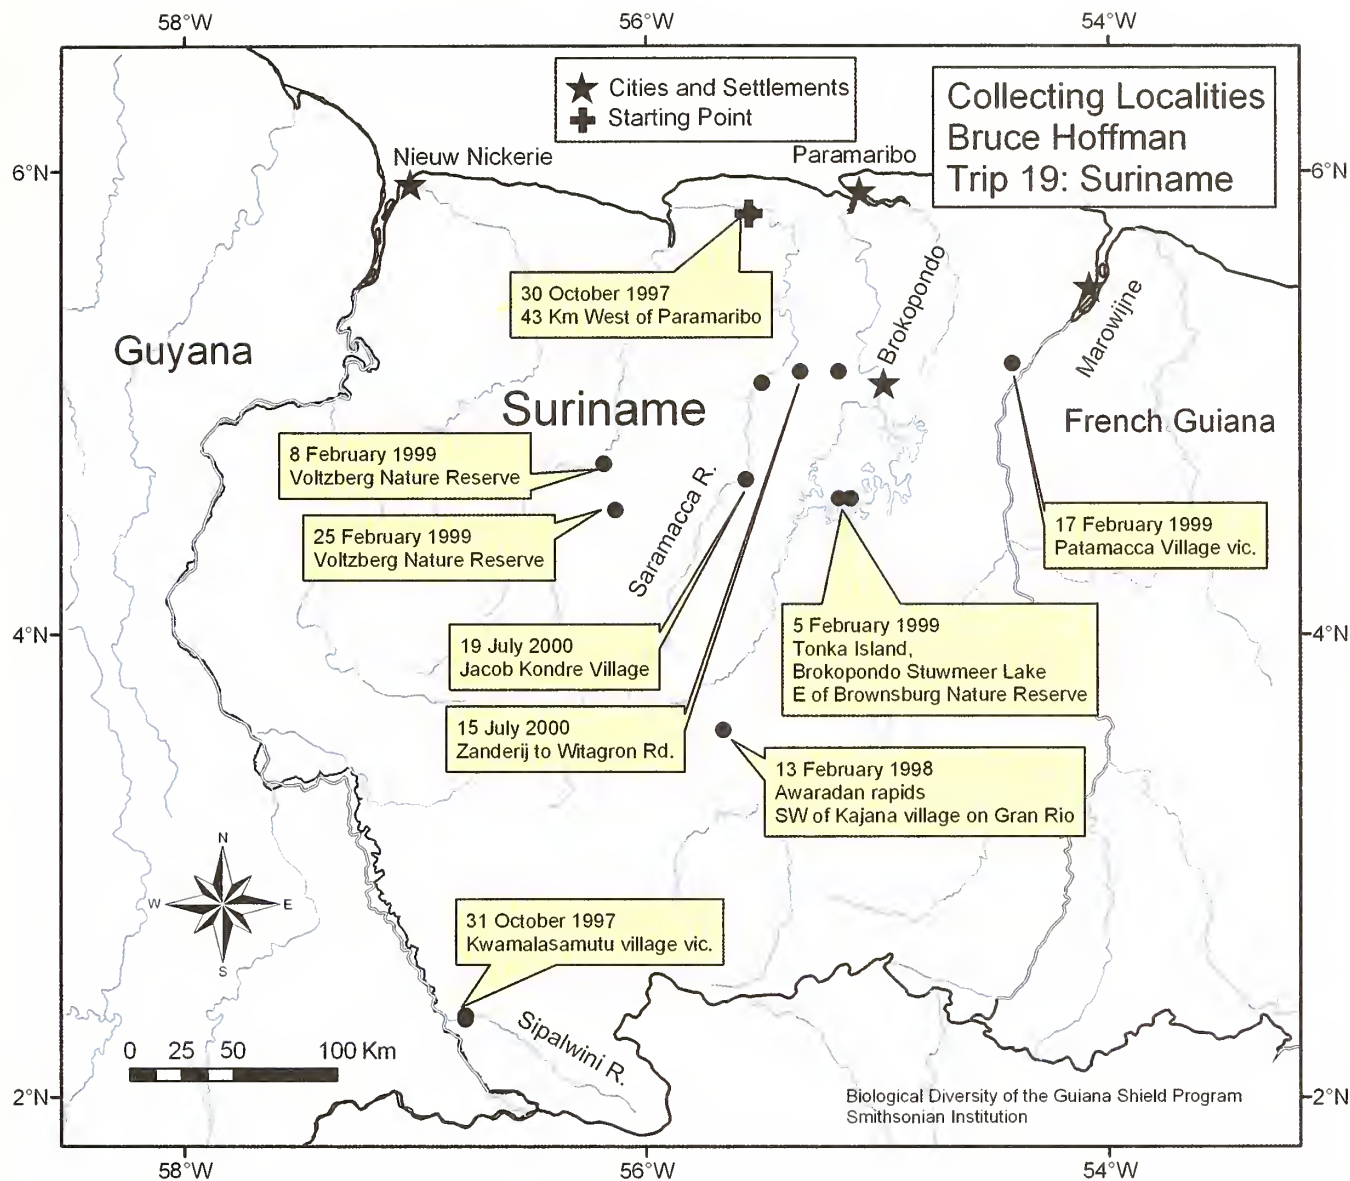 58°W
56°W
54°W
Cities and Settlements
Starting Point
Collecting Localities
Bruce Hoffman
Trip 19: Suriname
6°N
6°N
Nieuw Nickerie
Paramaribo
30 October 1997
43 Km West of Paramaribo
Brokopondo
Marowijne
Guyana
Suriname
French Guiana
8 February 1999
Voltzberg Nature Reserve
25 February 1999
Voltzberg Nature Reserve
Saramacca R.
17 February 1999
Patamacca Village vic.
4°N
4°N
19 July 2000
Jacob Kondre Village
5 February 1999
Tonka Island,
Brokopondo Stuwmeer Lake
E of Brownsburg Nature Reserve
15 July 2000
Zanderij to Witagron Rd.
13 February 1998
Awaradan rapids
SW of Kajana village on Gran Rio
N
W
E
S
31 October 1997
Kwamalasamutu village vic.
Sipalwini R.
0 25 50 100 Km
2°N
2°N
Biological Diversity of the Guiana Shield Program
Smithsonian Institution
58°W
56°W
54°W